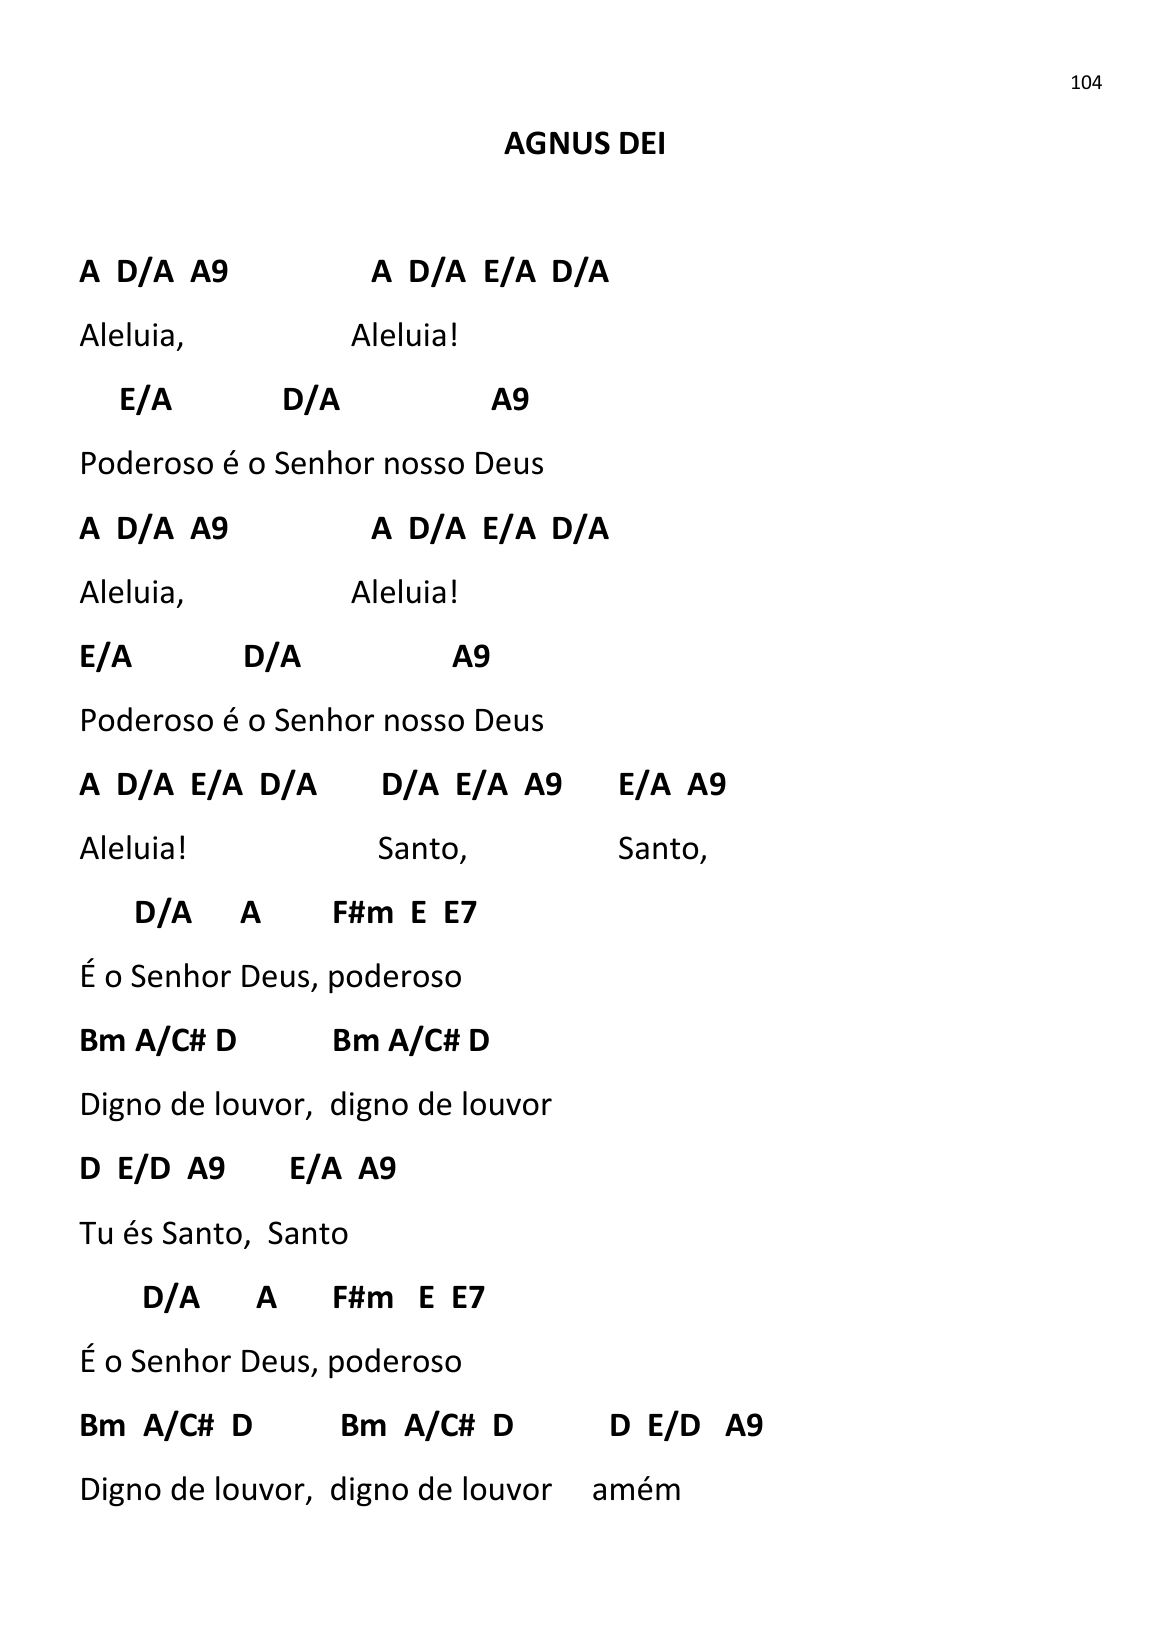 104
AGNUS DEI
A D/A A9 A D/A E/A D/A
Aleluia, Aleluia!
E/A D/A A9
Poderoso é o Senhor nosso Deus
A D/A A9 A D/A E/A D/A
Aleluia, Aleluia!
E/A D/A A9
Poderoso é o Senhor nosso Deus
A D/A E/A D/A D/A E/A A9 E/A A9
Aleluia! Santo, Santo,
D/A A F#m E E7
É o Senhor Deus, poderoso
Bm A/C# D Bm A/C# D
Digno de louvor, digno de louvor
D E/D A9 E/A A9
Tu és Santo, Santo
D/A A F#m E E7
É o Senhor Deus, poderoso
Bm A/C# D Bm A/C# D D E/D A9
Digno de louvor, digno de louvor amém